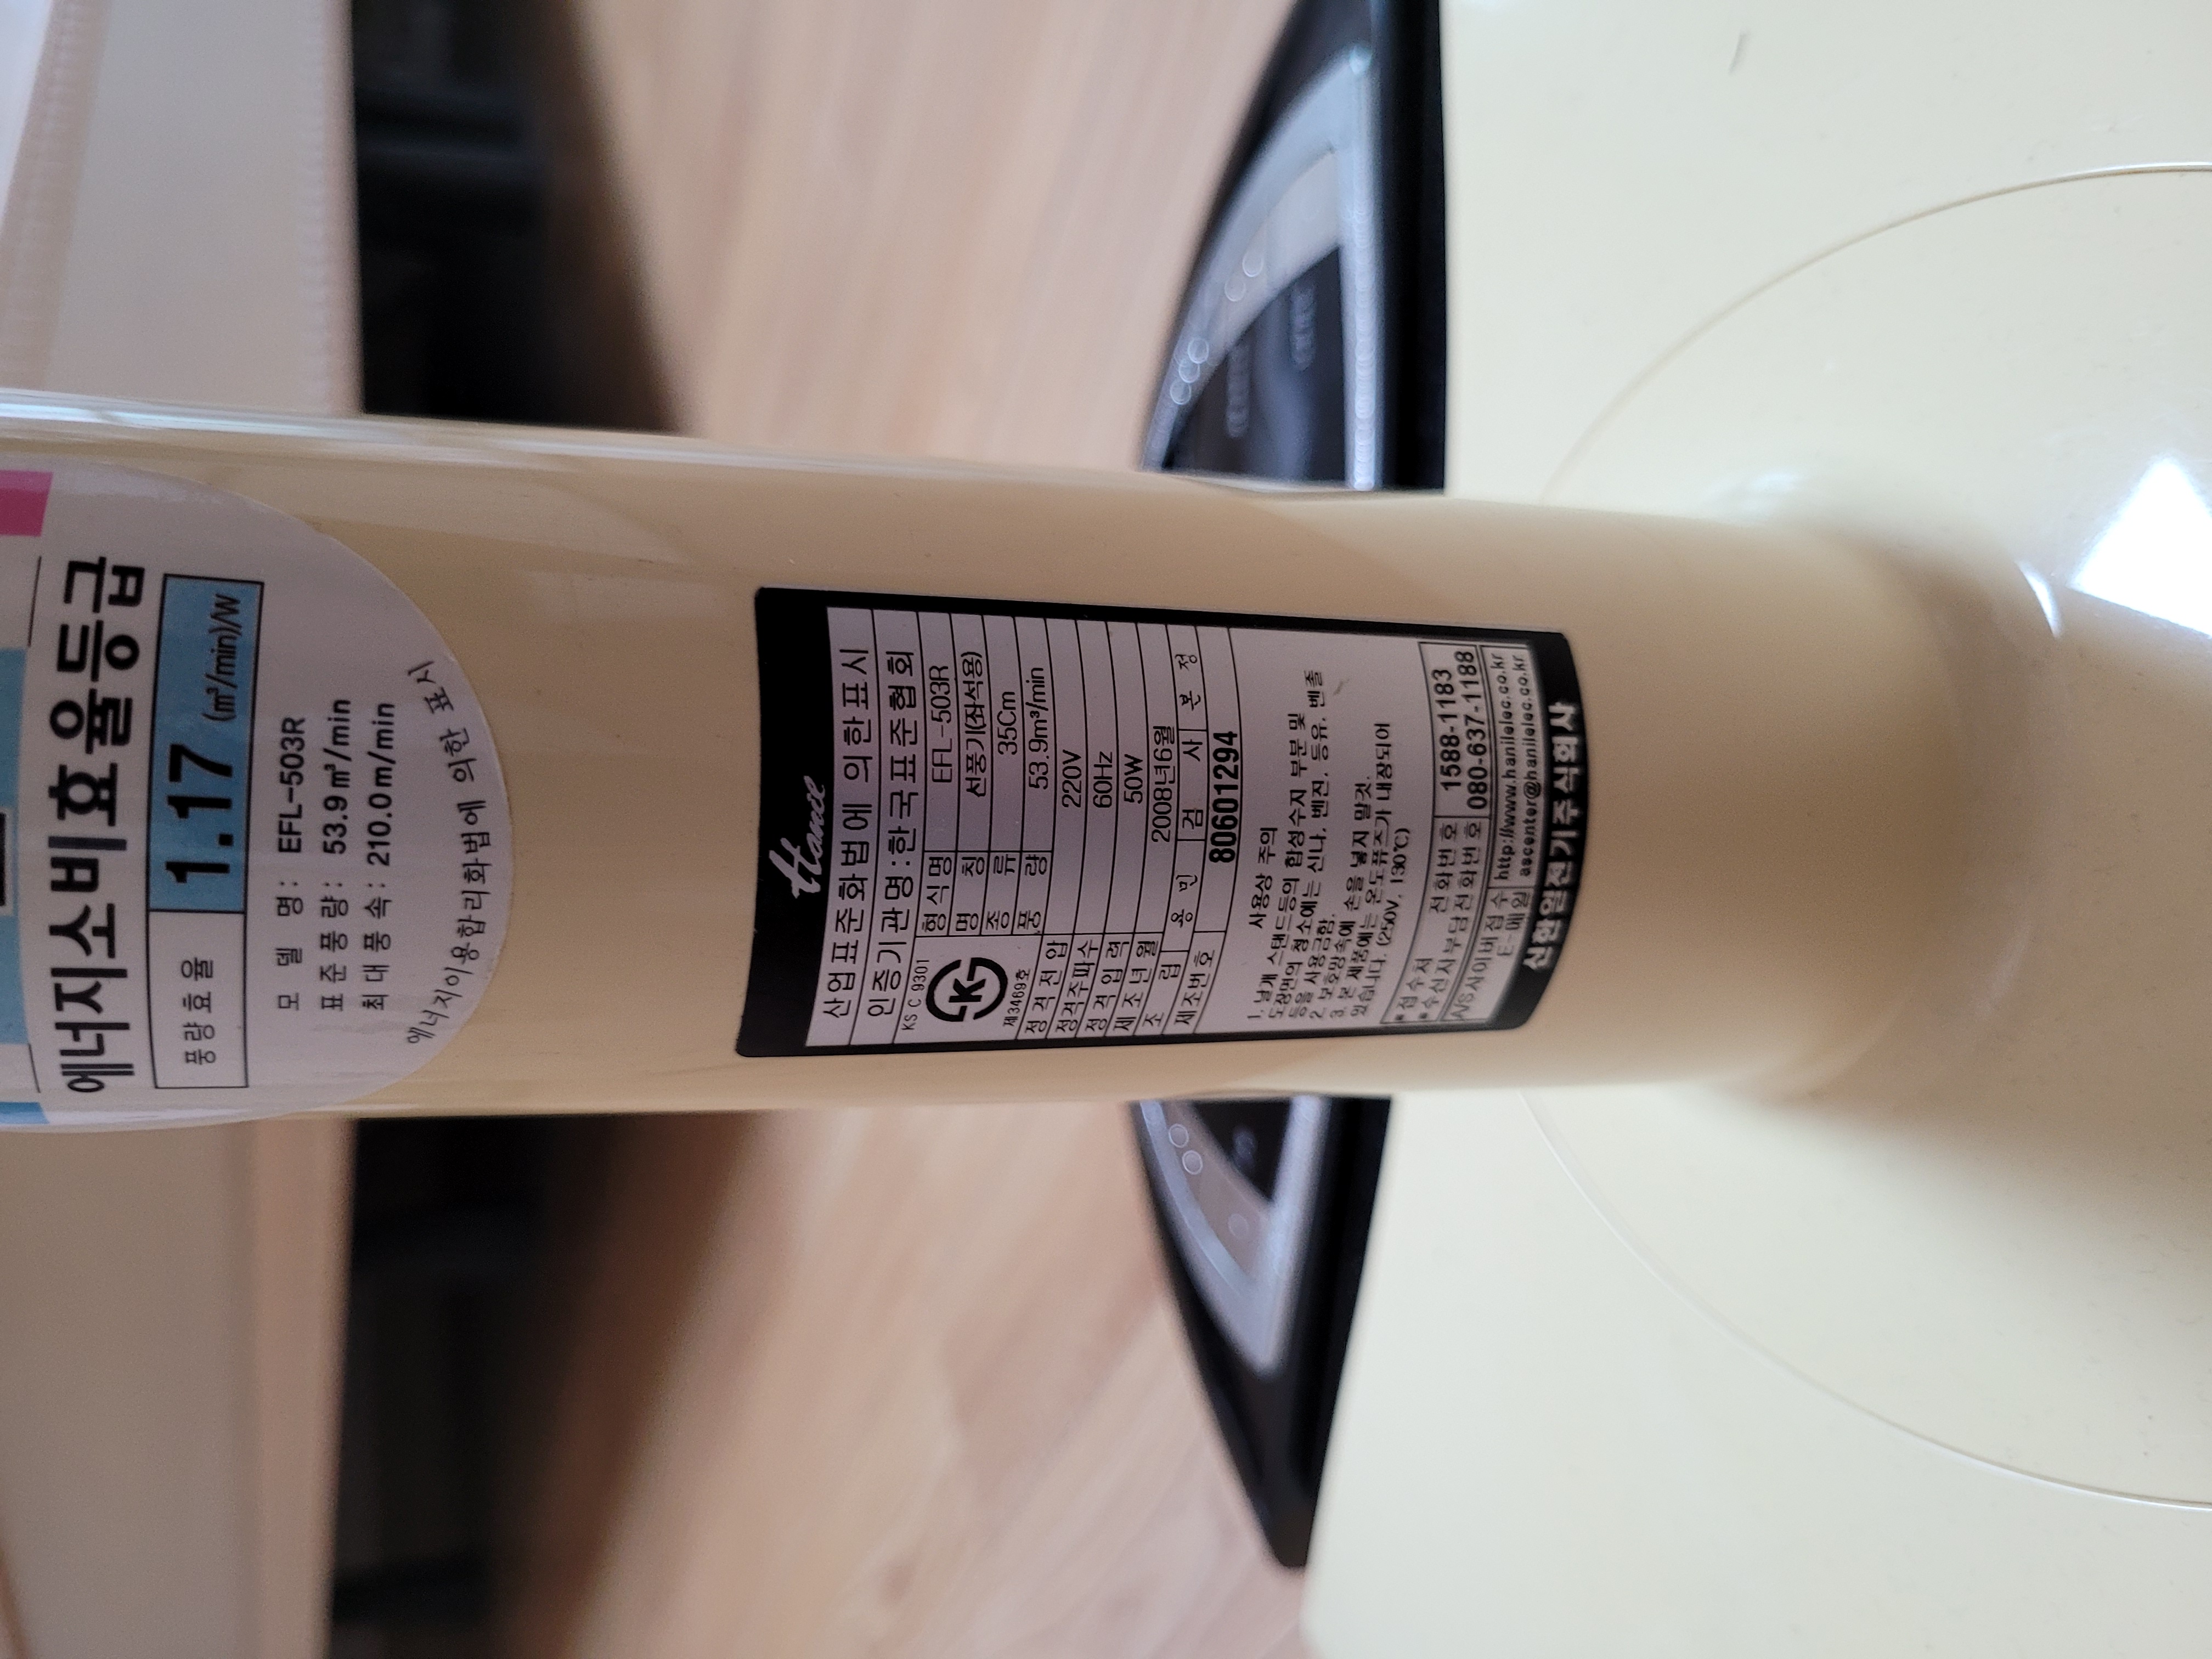 에너지소비효율등급
풍량효율 1.17 (㎥/min)/W
모 델 명 : EFL-503R
표준풍량 : 53.9㎥/min
최대풍속 : 210.0m/min
에너지이용합리화법에 의한 표시
Hanil
산업표준화법에 의한표시
인증기관명:한국표준협회
KS C 9301
제3469호
형식명 EFL-503R
명 칭 선풍기(좌석용)
종 류 35Cm
풍 량 53.9m³/min
정격전압 220V
정격주파수 60Hz
정격입력 50W
제조년월 2008년6월
조 립 용 민 검 사 본 정
제조번호 80601294
사용상 주의
1. 날개 스탠드등의 합성수지 부분및
도장면의 청소에는 신나, 벤진, 등유, 벤졸
등을 사용금함.
2. 보호망속에 손을 넣지 말것.
3. 본 제품에는 온도퓨즈가 내장되어
있습니다. (250V, 130℃)
*접수처 전화번호 1588-1183
*수신자부담전화번호 080-637-1188
A/S사이버접수 http://www.hanilelec.co.kr
E-메일 ascenter@hanilelec.co.kr
신한일전기주식회사